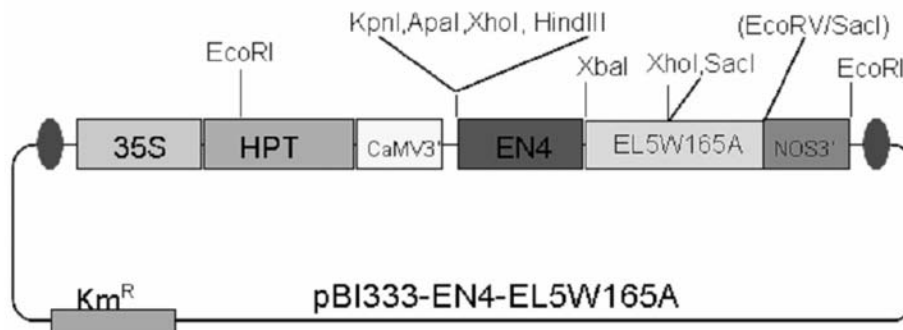 KpnI,ApaI,XhoI, HindIII
(EcoRV/SacI)
EcoRI
XbaI
XhoI,SacI
EcoRI
35S
HPT
CaMV3'
EN4
EL5W165A
NOS3'
Km^R
pBI333-EN4-EL5W165A